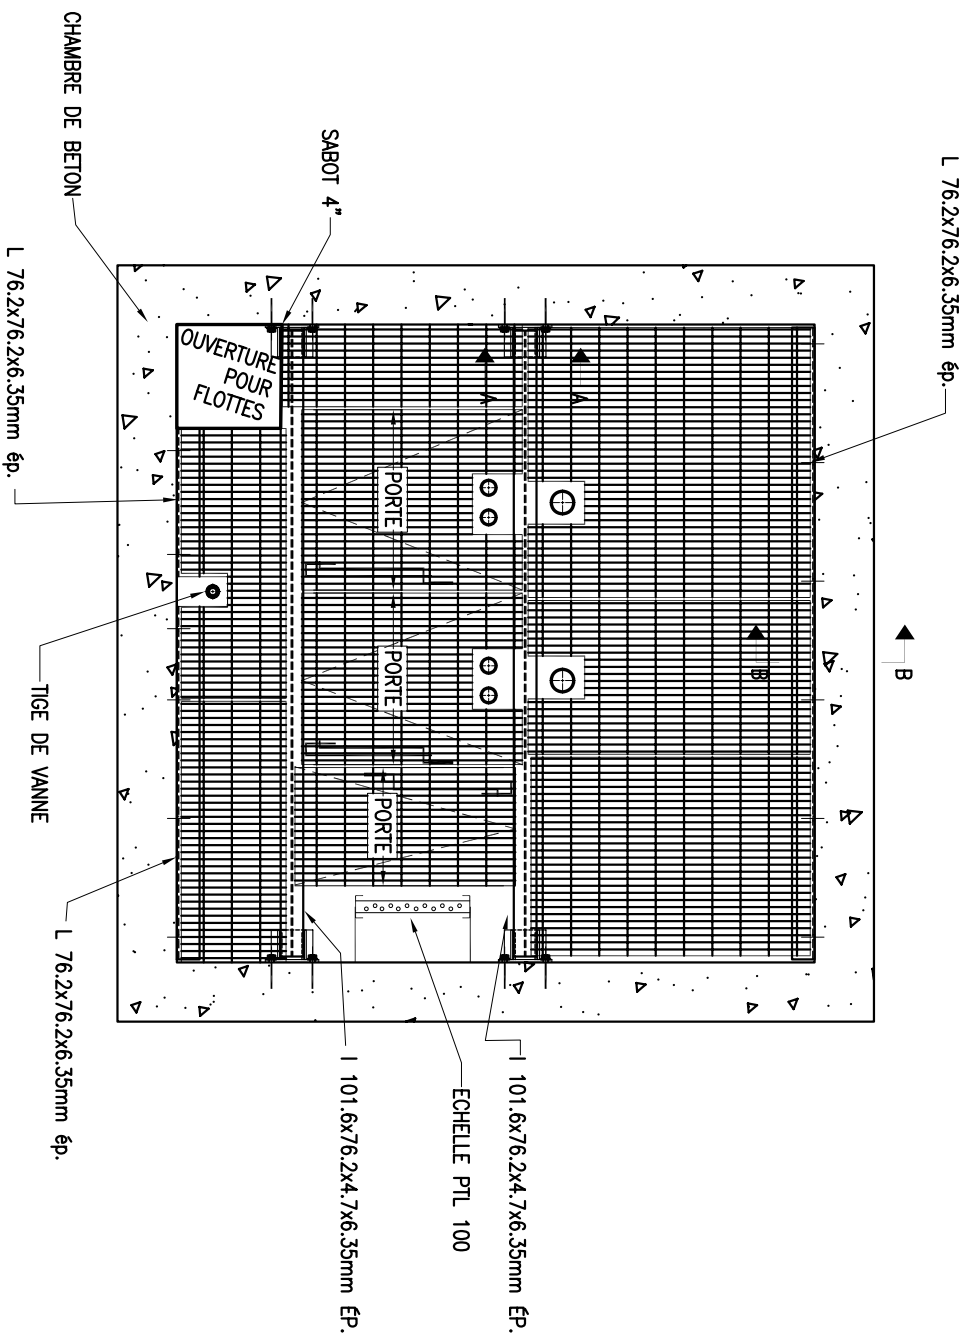 CHAMBRE DE BETON
SABOT 4"
L 76.2x76.2x6.35mm ép.
L 76.2x76.2x6.35mm ép.
OUVERTURE
POUR
FLOTTES
A
A
PORTE
PORTE
PORTE
B
B
TIGE DE VANNE
L 76.2x76.2x6.35mm ép.
I 101.6x76.2x4.7x6.35mm ÉP.
ECHELLE PTL 100
I 101.6x76.2x4.7x6.35mm ÉP.